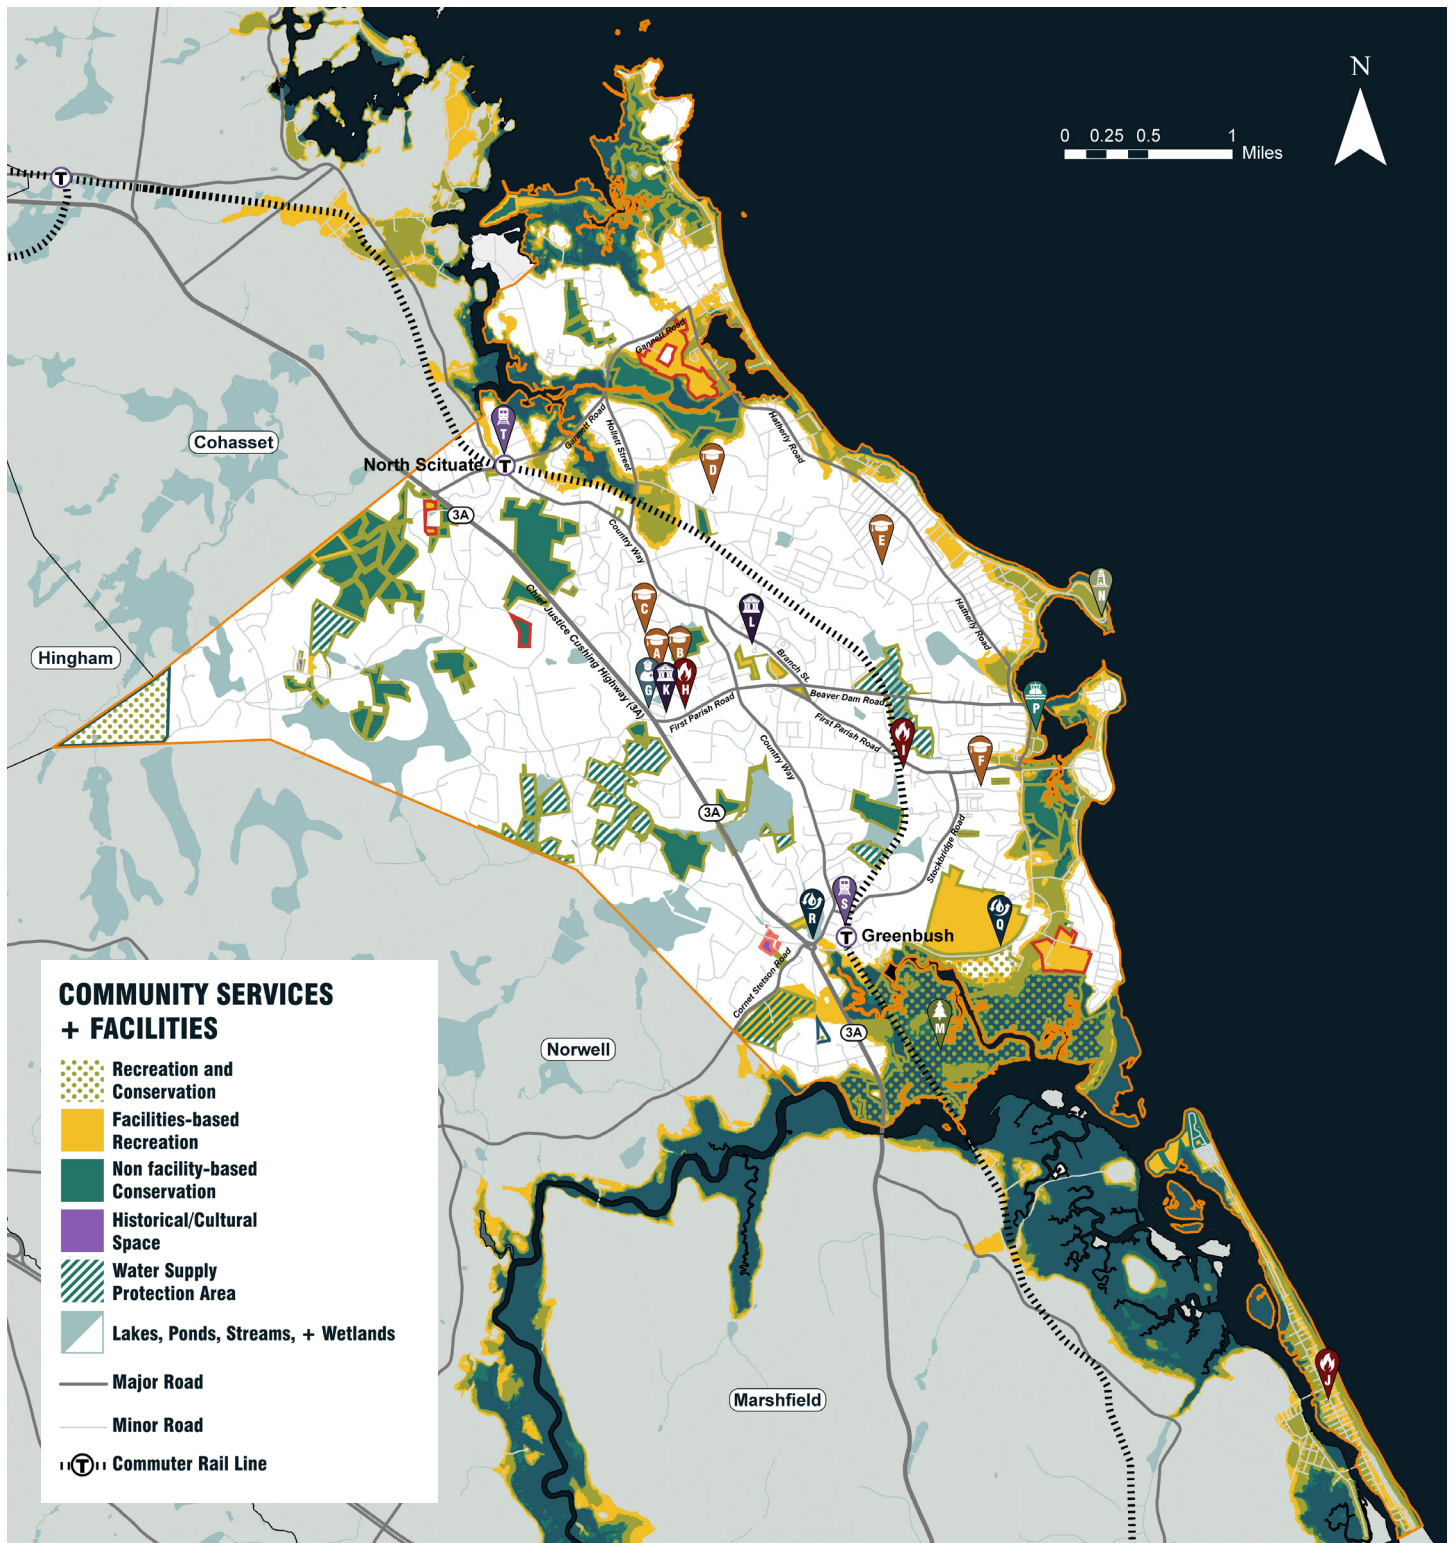 N
0 0.25 0.5 1
Miles
T
Gannett Road
Cohasset
T
Gannett Road
Hollett Street
Hatherly Road
North Scituate
T
D
3A
E
Country Way
Chief Justice Cushing Highway (3A)
N
C
L
Hatherly Road
A
B
Hingham
Branch St.
G
K
H
Beaver Dam Road
P
First Parish Road
First Parish Road
I
F
Country Way
3A
Stockbridge Road
R
S
Q
T
Greenbush
Cornet Stetson Road
M
3A
Norwell
COMMUNITY SERVICES
+ FACILITIES
Recreation and
Conservation
Facilities-based
Recreation
Non facility-based
Conservation
Historical/Cultural
Space
Water Supply
Protection Area
Lakes, Ponds, Streams, + Wetlands
Major Road
Minor Road
T
Commuter Rail Line
Marshfield
J